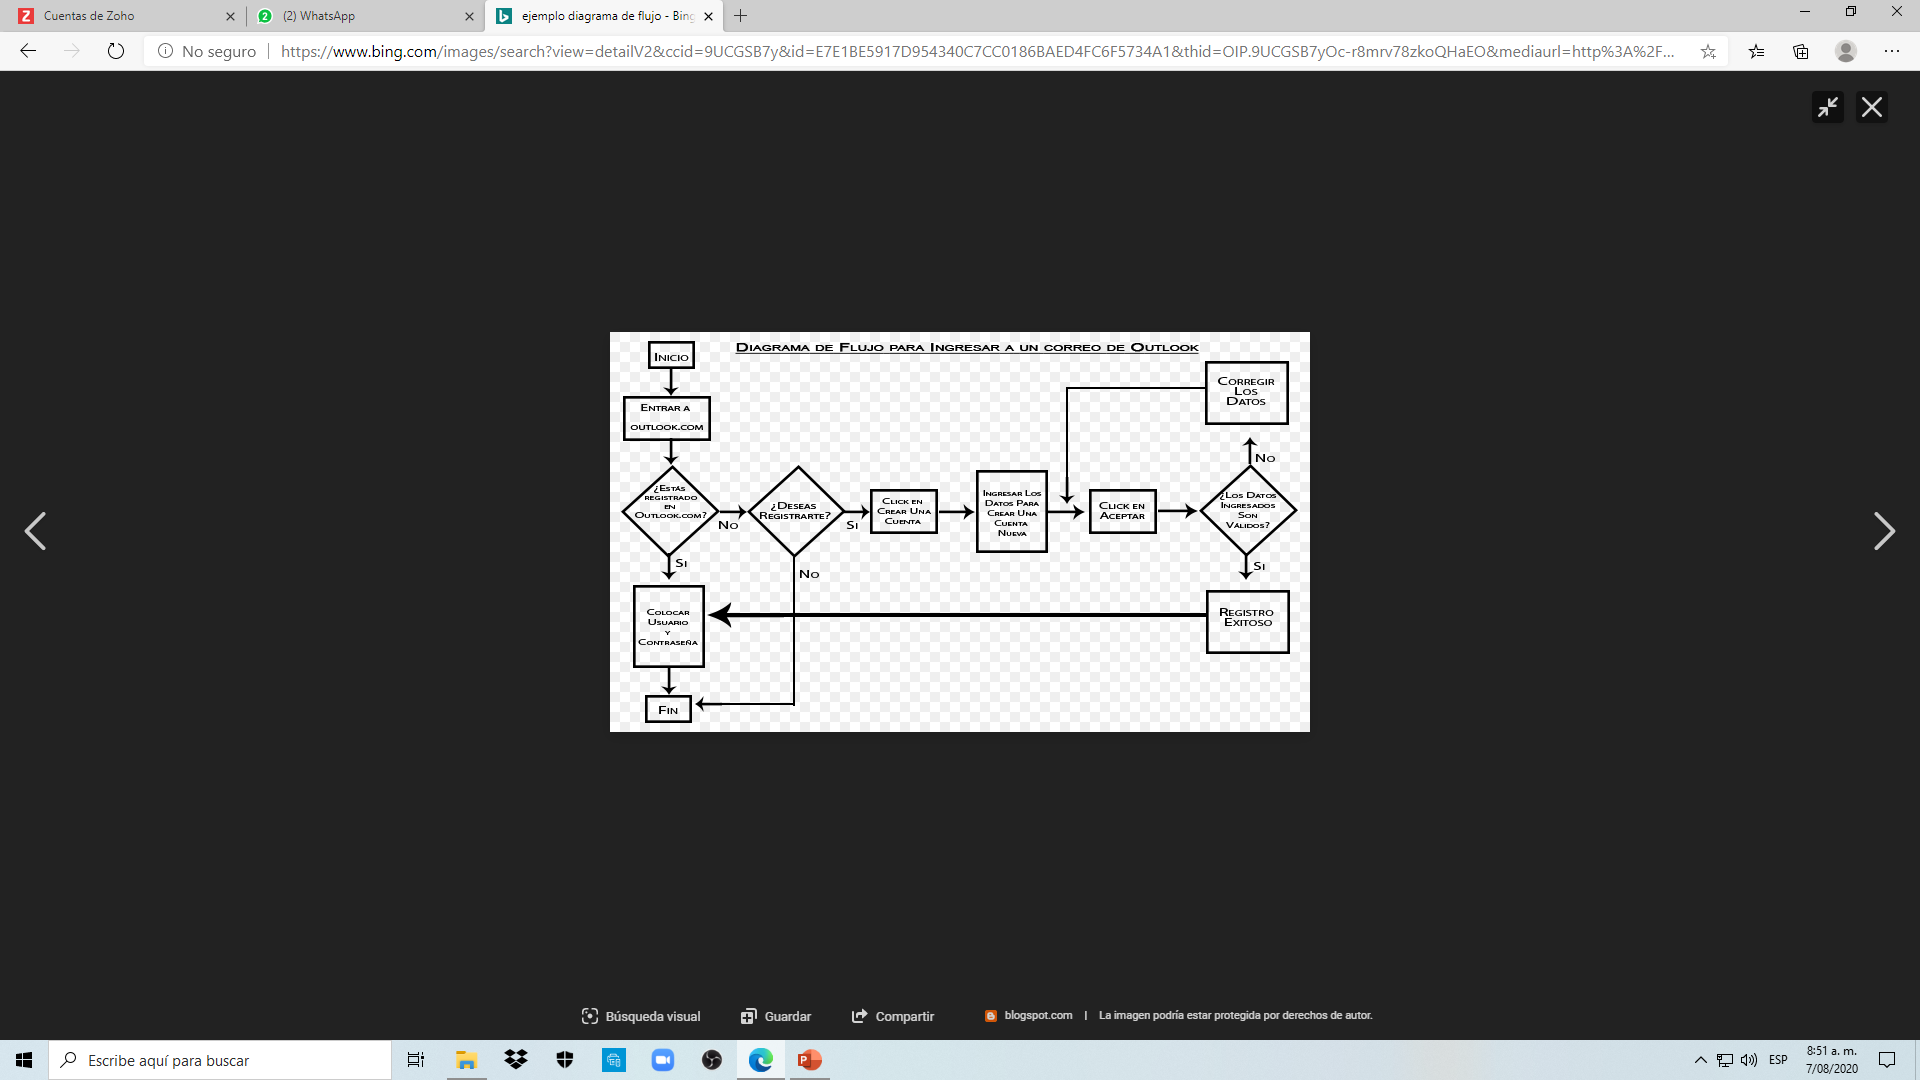 Cuentas de Zoho
(2) WhatsApp
ejemplo diagrama de flujo - Bing
No seguro
https://www.bing.com/images/search?view=detailV2&ccid=9UCGSB7y&id=E7E1BE5917D954340C7CC0186BAED4FC6F5734A1&thid=OIP.9UCGSB7yOc-r8mrv78zkoQHaEO&mediaurl=http%3A%2F...
Diagrama de Flujo para Ingresar a un correo de Outlook
Inicio
Entrar a
outlook.com
¿Estás
registrado
en
Outlook.com?
No
Si
¿Deseas
Registrarte?
Si
No
Click en
Crear Una
Cuenta
Ingresar Los
Datos Para
Crear Una
Cuenta
Nueva
Click en
Aceptar
¿Los Datos
Ingresados
Son
Válidos?
No
Corregir
Los
Datos
Si
Registro
Exitoso
Colocar
Usuario
y
Contraseña
Fin
Búsqueda visual
Guardar
Compartir
blogspot.com | La imagen podría estar protegida por derechos de autor.
Escribe aquí para buscar
ESP
8:51 a. m.
7/08/2020